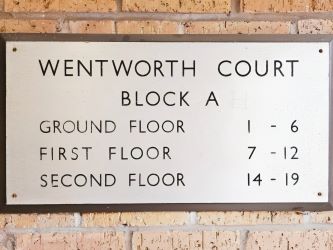 WENTWORTH COURT
BLOCK A
GROUND FLOOR 1 - 6
FIRST FLOOR 7 - 12
SECOND FLOOR 14 - 19